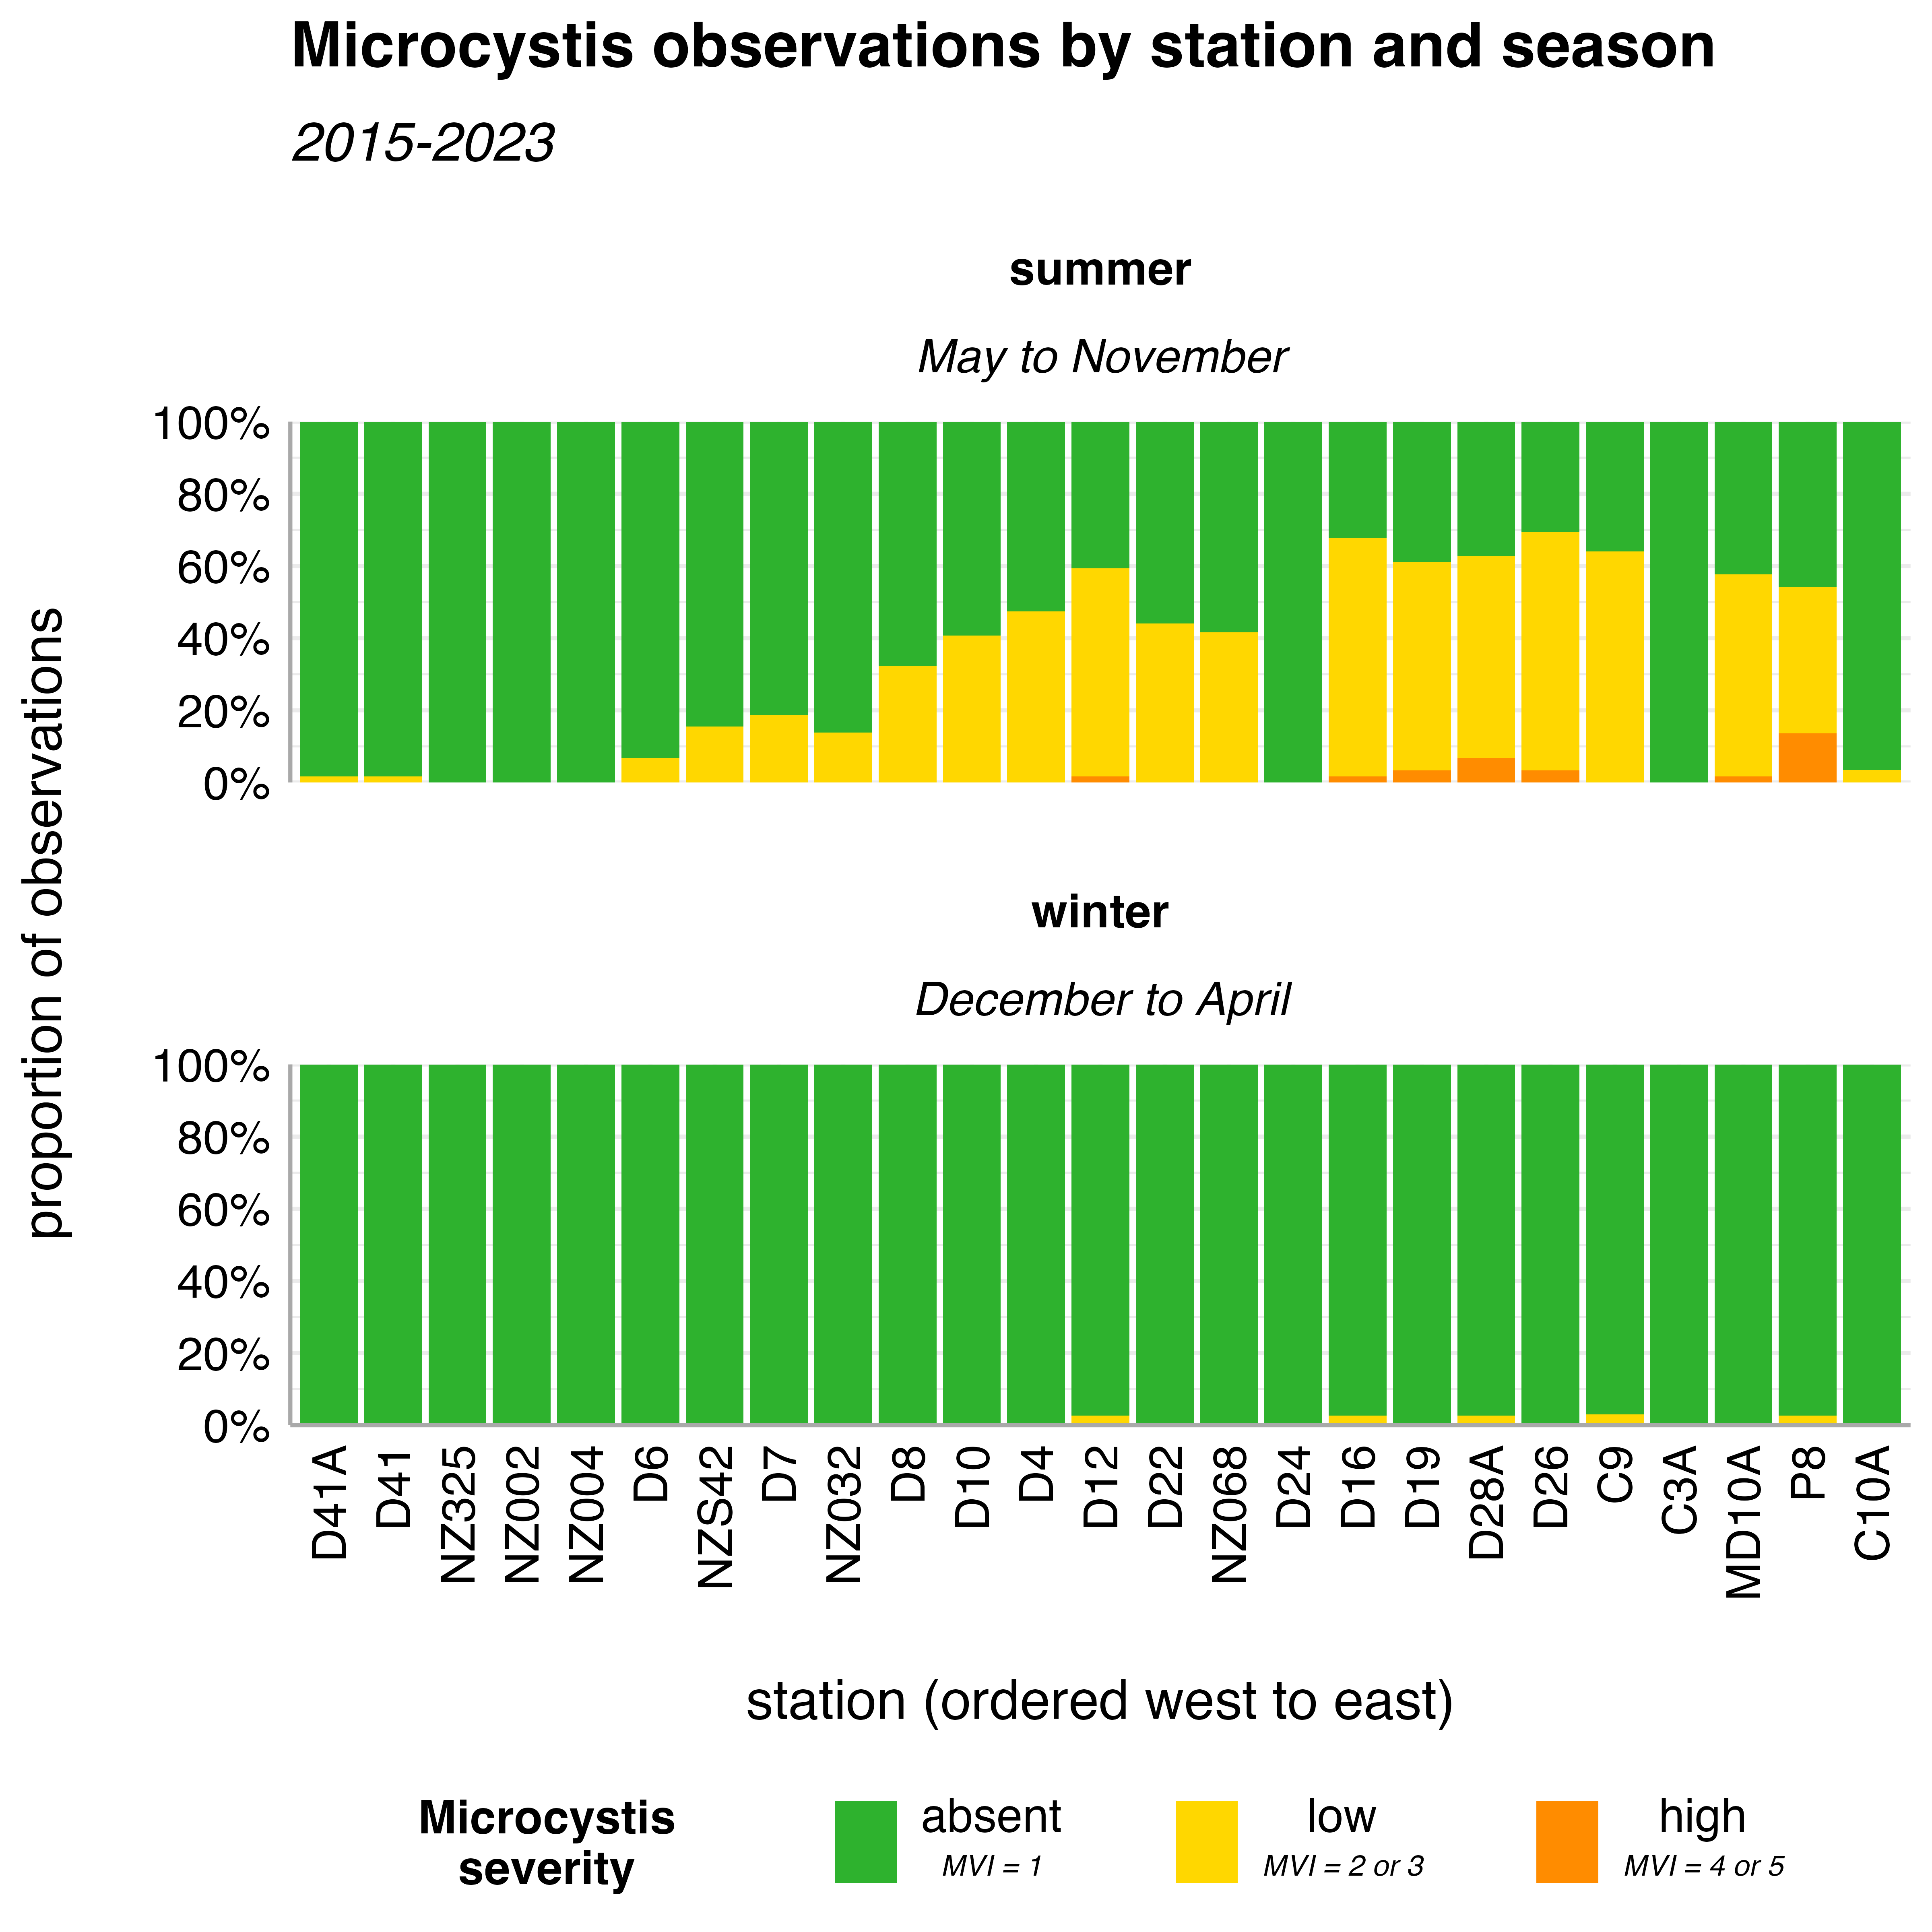 Microcystis observations by station and season
2015-2023
summer
May to November
100%
80%
60%
40%
20%
0%
proportion of observations
winter
December to April
100%
80%
60%
40%
20%
0%
D41A
D41
NZ325
NZ002
NZ004
D6
NZS42
D7
NZ032
D8
D10
D4
D12
D22
NZ068
D24
D16
D19
D28A
D26
C9
C3A
MD10A
P8
C10A
station (ordered west to east)
Microcystis
severity
absent
MVI = 1
low
MVI = 2 or 3
high
MVI = 4 or 5